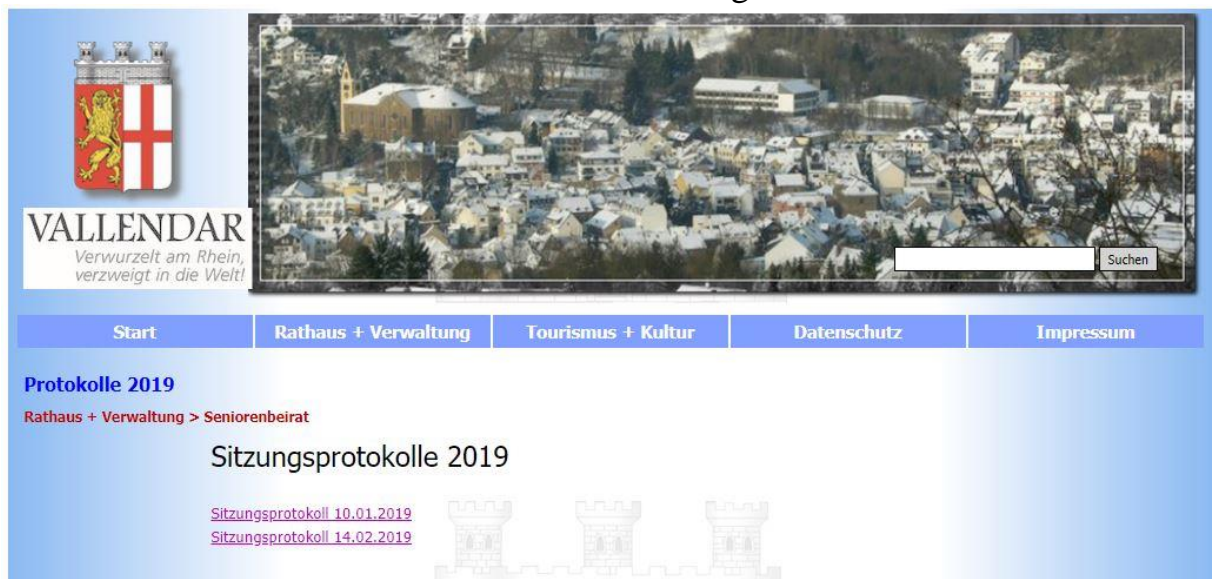 VALLENDAR
Verwurzelt am Rhein,
verzweigt in die Welt!
Suchen
Start
Rathaus + Verwaltung
Tourismus + Kultur
Datenschutz
Impressum
Protokolle 2019
Rathaus + Verwaltung > Seniorenbeirat
Sitzungsprotokolle 2019
Sitzungsprotokoll 10.01.2019
Sitzungsprotokoll 14.02.2019